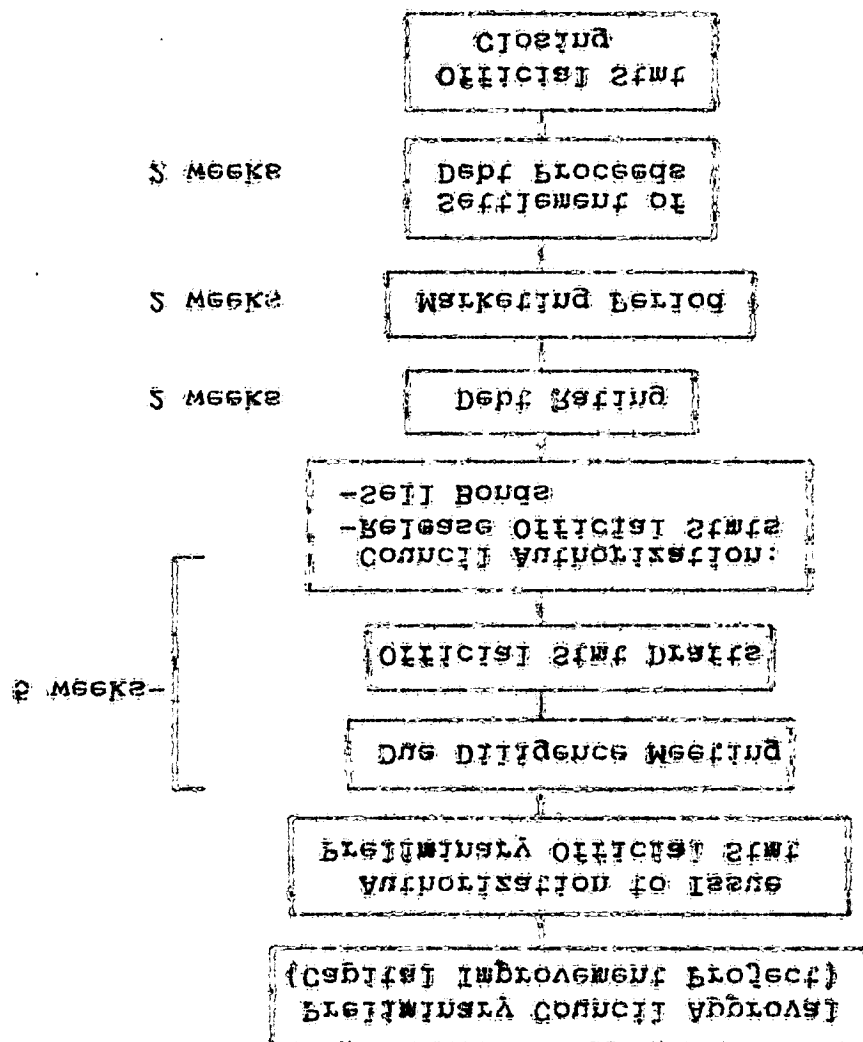 Preliminary Council Approval
(Capital Improvement Project)
Authorization to Issue
Preliminary Official Stmt
Due Diligence Meeting
weeks-
Official Stmt Drafts
Council Authorization:
-Release Official Stmts
-Sell Bonds
2 weeks
Debt Rating
2 weeks
Marketing Period
2 weeks
Settlement of
Debt Proceeds
Official Stmt
Closing